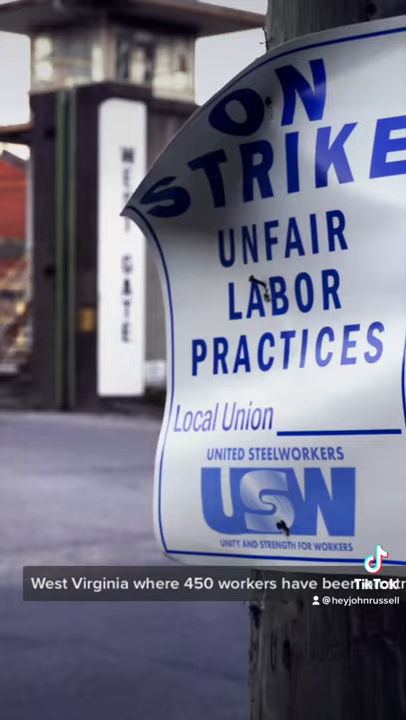 ON
STRIKE
UNFAIR
LABOR
PRACTICES
Local Union
UNITED STEELWORKERS
USW
UNITY AND STRENGTH FOR WORKERS
WEST GATE
West Virginia where 450 workers have been
TikTok
@heyjohnrussell